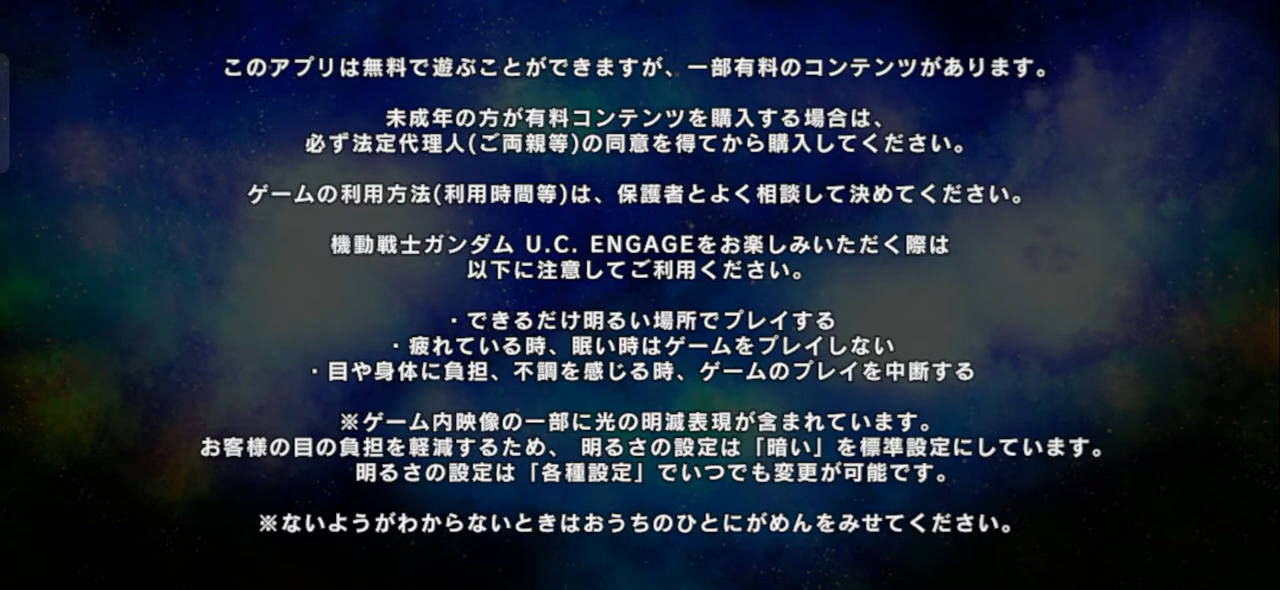 このアプリは無料で遊ぶことができますが、一部有料のコンテンツがあります。
未成年の方が有料コンテンツを購入する場合は、
必ず法定代理人(ご両親等)の同意を得てから購入してください。
ゲームの利用方法(利用時間等)は、保護者とよく相談して決めてください。
機動戦士ガンダム U.C. ENGAGEをお楽しみいただく際は
以下に注意してご利用ください。
・できるだけ明るい場所でプレイする
・疲れている時、眠い時はゲームをプレイしない
・目や身体に負担、不調を感じる時、ゲームのプレイを中断する
※ゲーム内映像の一部に光の明滅表現が含まれています。
お客様の目の負担を軽減するため、 明るさの設定は「暗い」を標準設定にしています。
明るさの設定は「各種設定」でいつでも変更が可能です。
※ないようがわからないときはおうちのひとにがめんをみせてください。